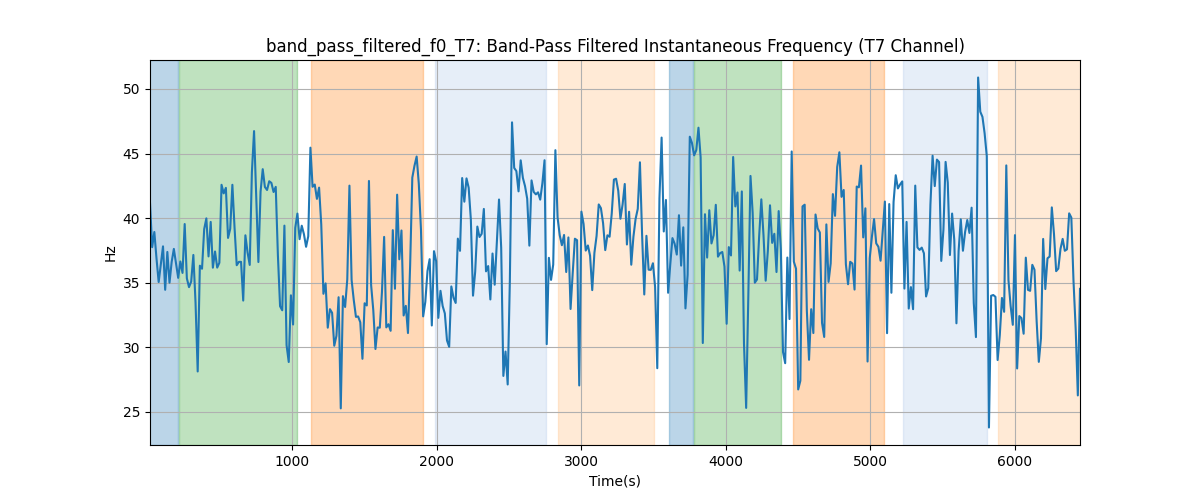 band_pass_filtered_f0_T7: Band-Pass Filtered Instantaneous Frequency (T7 Channel)
50
45
40
35
30
25
Hz
1000 2000 3000 4000 5000 6000
Time(s)